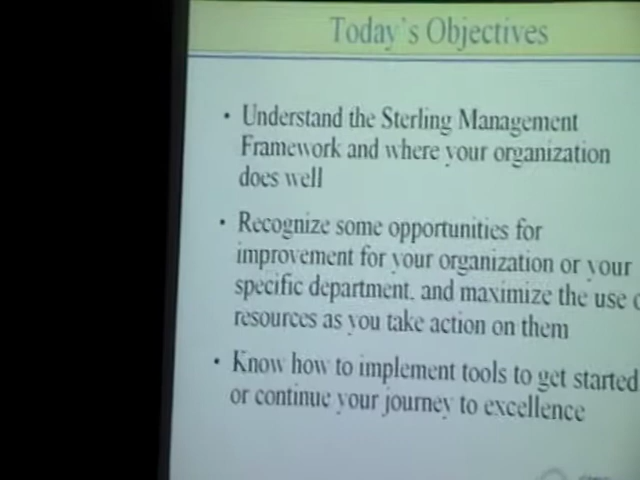 Today's Objectives
• Understand the Sterling Management
Framework and where your organization
does well
• Recognize some opportunities for
improvement for your organization or your
specific department, and maximize the use
resources as you take action on them
• Know how to implement tools to get started
or continue your journey to excellence